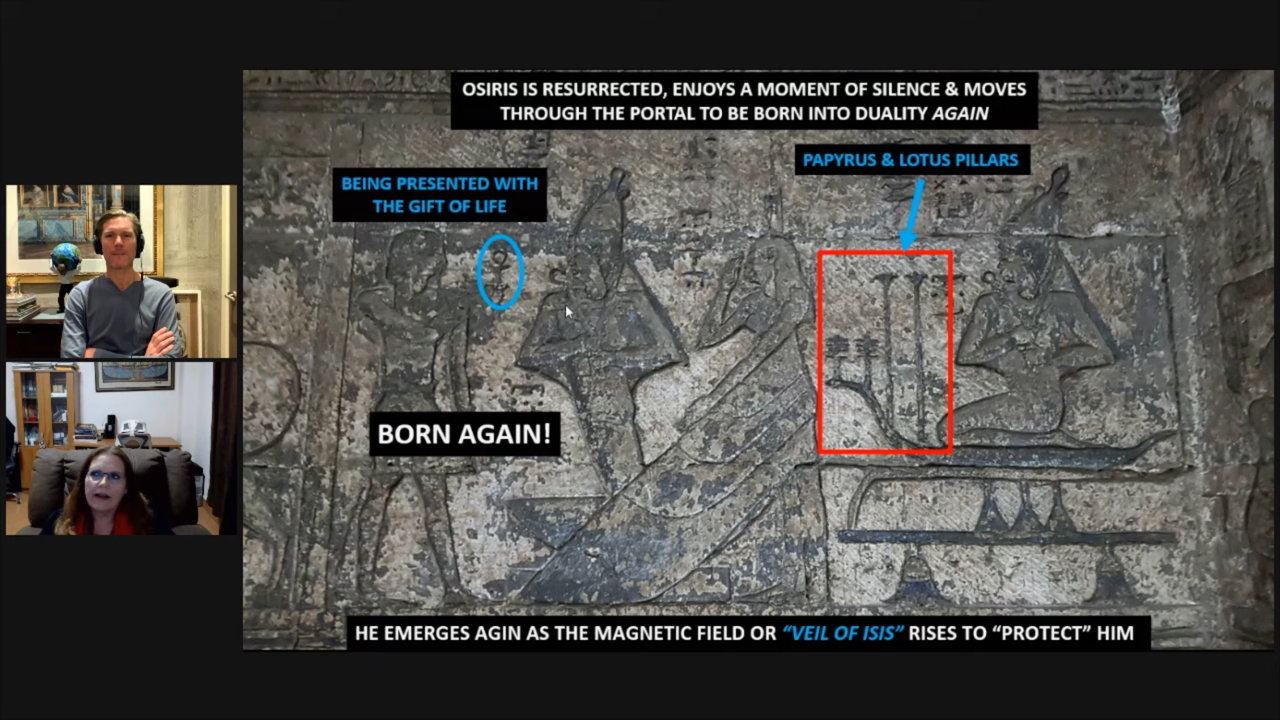 OSIRIS IS RESURRECTED, ENJOYS A MOMENT OF SILENCE & MOVES
THROUGH THE PORTAL TO BE BORN INTO DUALITY AGAIN
PAPYRUS & LOTUS PILLARS
BEING PRESENTED WITH
THE GIFT OF LIFE
BORN AGAIN!
HE EMERGES AGIN AS THE MAGNETIC FIELD OR “VEIL OF ISIS” RISES TO “PROTECT” HIM